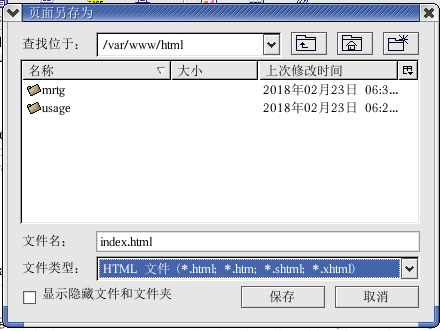 页面另存为
查找位于： /var/www/html
名称 大小 上次修改时间
mrtg 2018年02月23日 06:3...
usage 2018年02月23日 06:2...
文件名： index.html
文件类型： HTML 文件 (*.html; *.htm; *.shtml; *.xhtml)
显示隐藏文件和文件夹 保存 取消